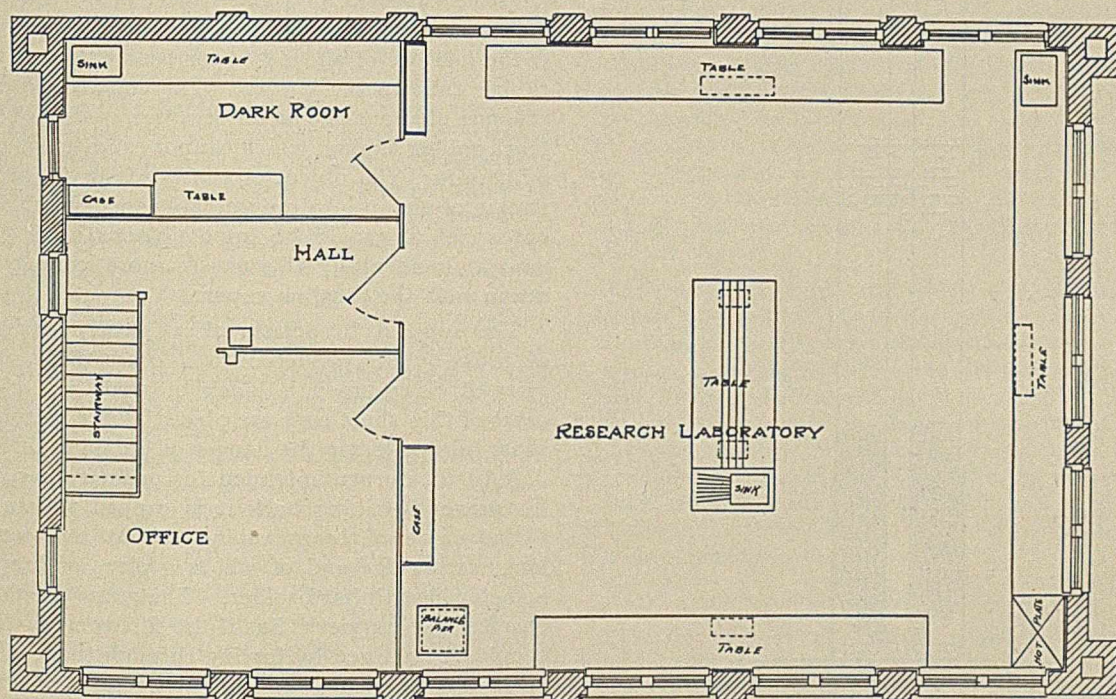 SINK
TABLE
DARK ROOM
CASE
TABLE
HALL
STAIRWAY
OFFICE
TABLE
SINK
TABLE
TABLE
RESEARCH LABORATORY
SINK
CASE
BALANCE
PIER
TABLE
HOT PLATE